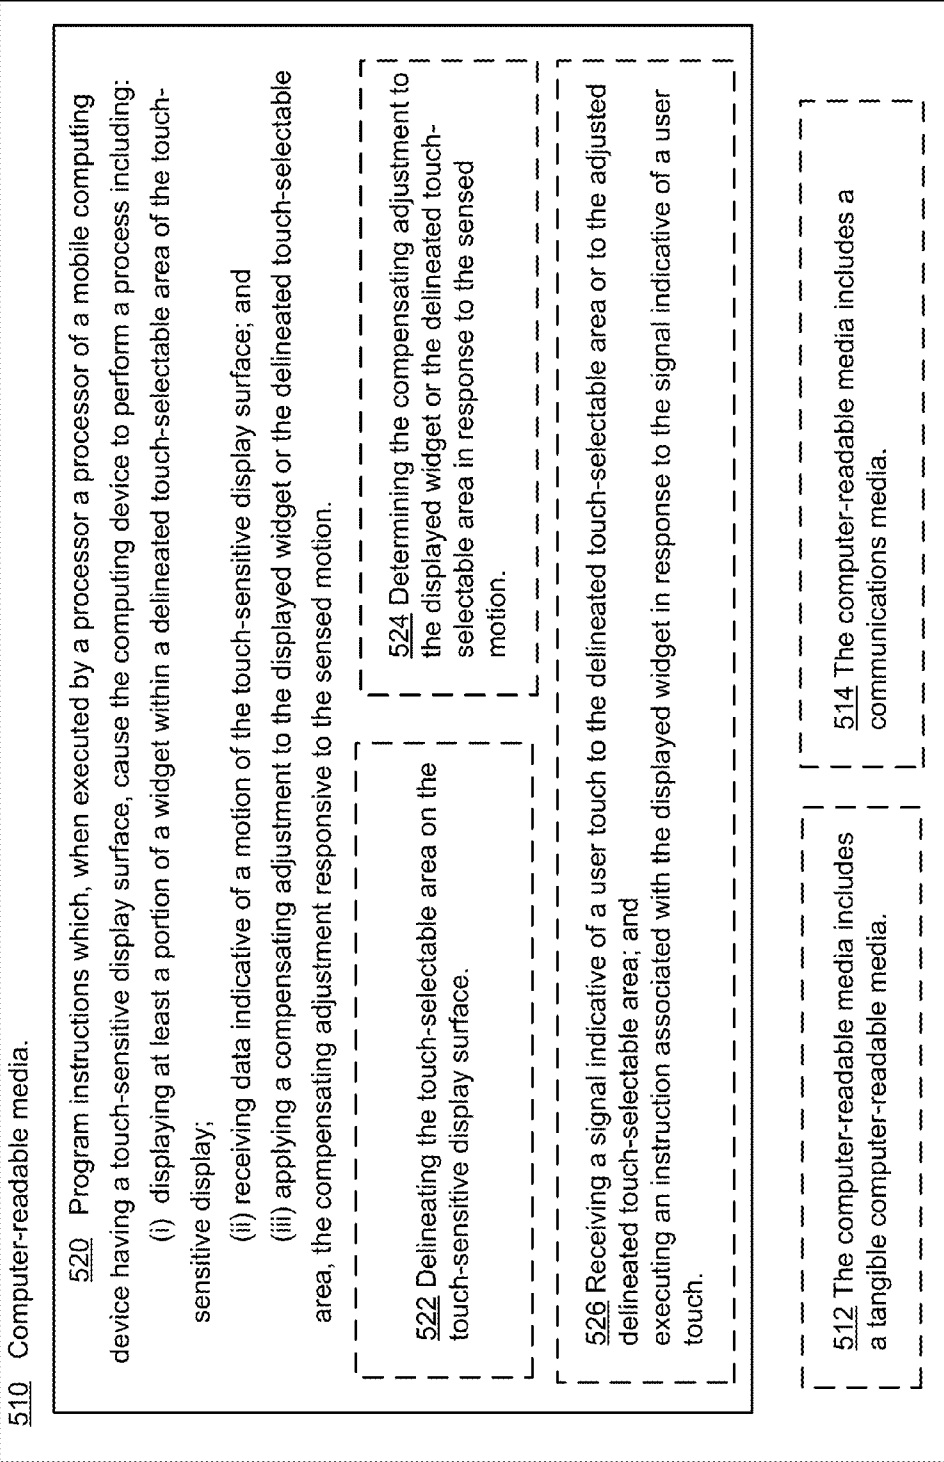 510 Computer-readable media.
520 Program instructions which, when executed by a processor a processor of a mobile computing
device having a touch-sensitive display surface, cause the computing device to perform a process including:
(i) displaying at least a portion of a widget within a delineated touch-selectable area of the touch-
sensitive display;
(ii) receiving data indicative of a motion of the touch-sensitive display surface; and
(iii) applying a compensating adjustment to the displayed widget or the delineated touch-selectable
area, the compensating adjustment responsive to the sensed motion.
522 Delineating the touch-selectable area on the
touch-sensitive display surface.
524 Determining the compensating adjustment to
the displayed widget or the delineated touch-
selectable area in response to the sensed
motion.
526 Receiving a signal indicative of a user touch to the delineated touch-selectable area or to the adjusted
delineated touch-selectable area; and
executing an instruction associated with the displayed widget in response to the signal indicative of a user
touch.
512 The computer-readable media includes
a tangible computer-readable media.
514 The computer-readable media includes a
communications media.